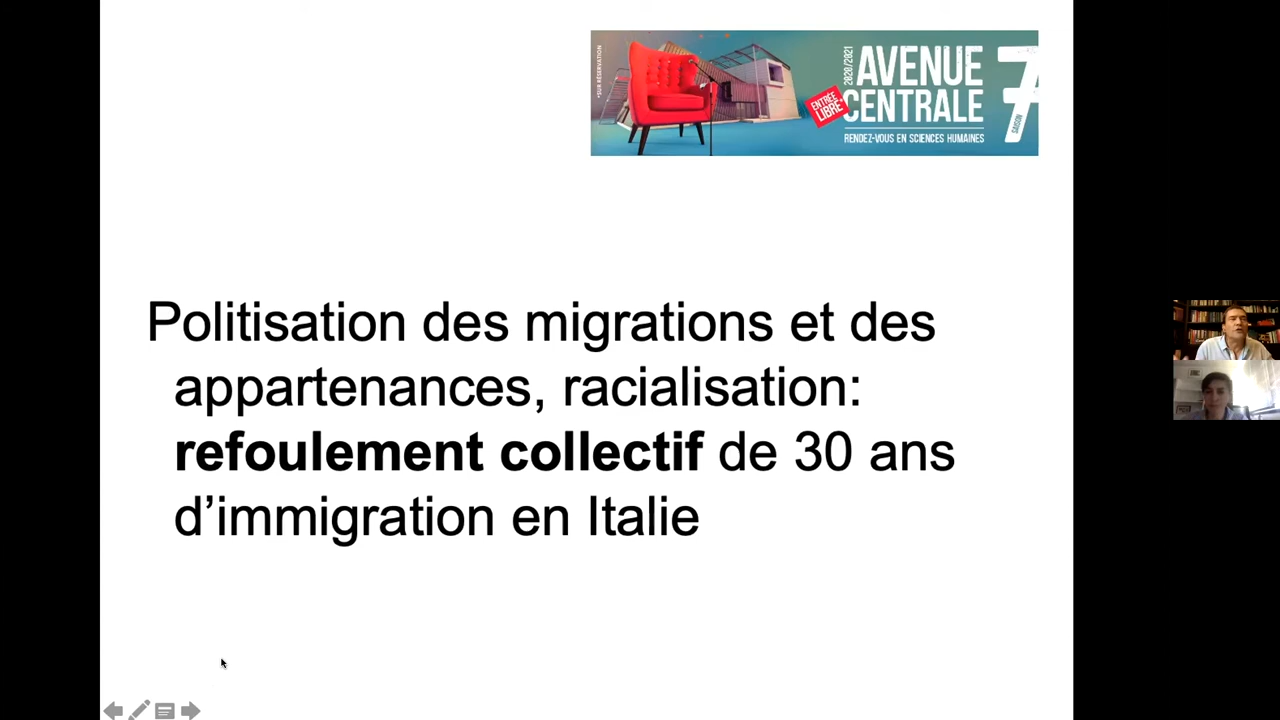 *SUR RÉSERVATION
2020/2021
AVENUE
CENTRALE
ENTRÉE
LIBRE*
RENDEZ-VOUS EN SCIENCES HUMAINES
SAISON
7
Politisation des migrations et des
appartenances, racialisation:
refoulement collectif de 30 ans
d’immigration en Italie